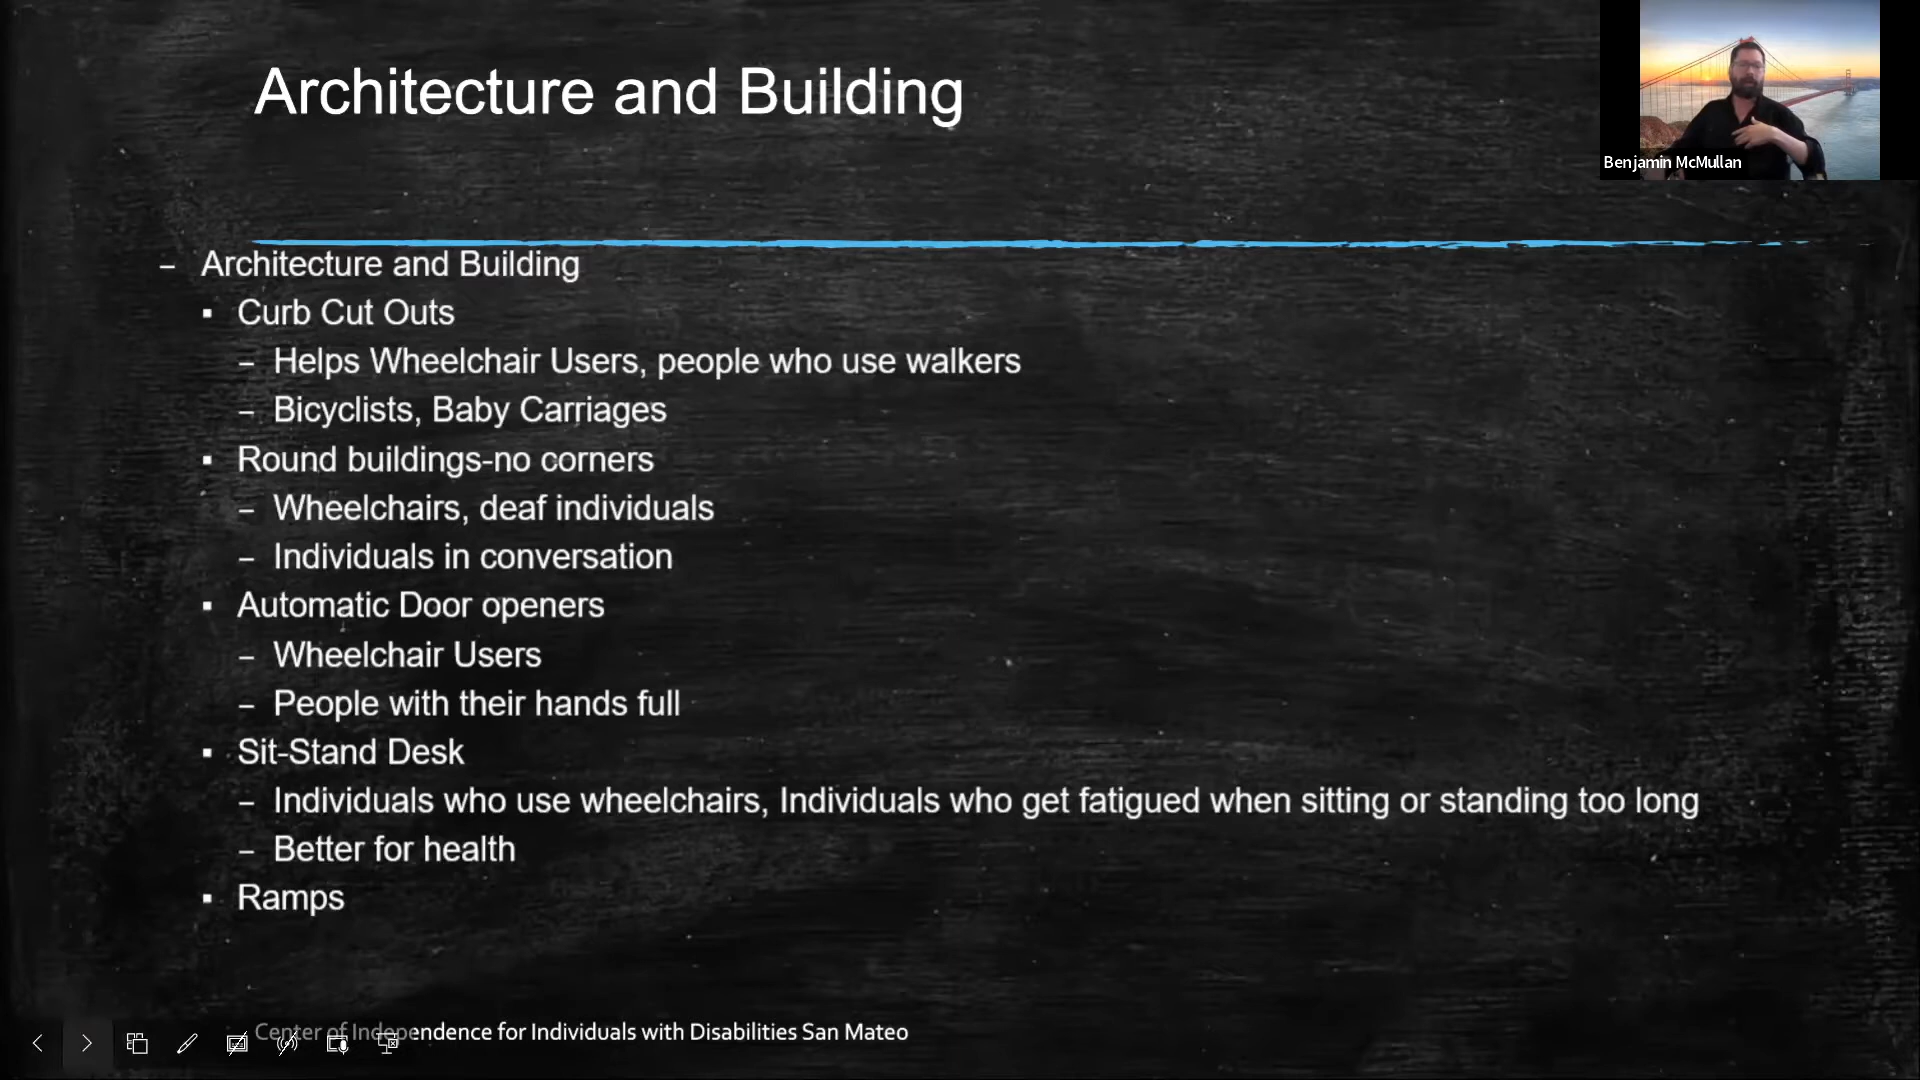 Architecture and Building
Benjamin McMullan
– Architecture and Building
▪ Curb Cut Outs
– Helps Wheelchair Users, people who use walkers
– Bicyclists, Baby Carriages
▪ Round buildings-no corners
– Wheelchairs, deaf individuals
– Individuals in conversation
▪ Automatic Door openers
– Wheelchair Users
– People with their hands full
▪ Sit-Stand Desk
– Individuals who use wheelchairs, Individuals who get fatigued when sitting or standing too long
– Better for health
▪ Ramps
Center of Independence for Individuals with Disabilities San Mateo